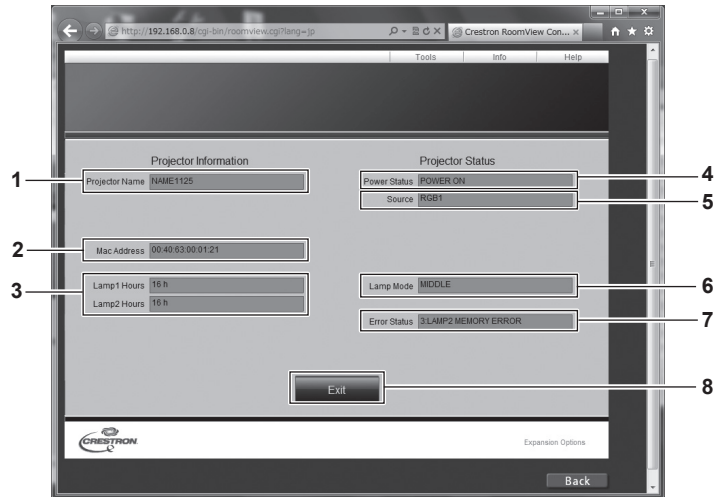 http://192.168.0.8/cgi-bin/roomview.cgi?lang=jp
Crestron RoomView Con...
Tools Info Help
Projector Information
Projector Status
1 Projector Name NAME1125
Power Status POWER ON 4
Source RGB1 5
2 Mac Address 00:40:63:00:01:21
3 Lamp1 Hours 16 h
Lamp2 Hours 16 h
Lamp Mode MIDDLE 6
Error Status 3:LAMP2 MEMORY ERROR 7
Exit 8
CRESTRON
Expansion Options
Back